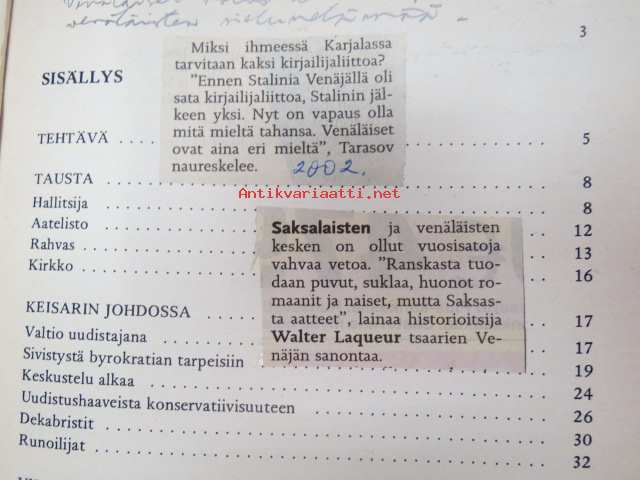 venäläisten
3
Miksi ihmeessä Karjalassa
tarvitaan kaksi kirjailijaliittoa?
"Ennen Stalinia Venäjällä oli
sata kirjailijaliittoa, Stalinin jäl-
keen yksi. Nyt on vapaus olla
mitä mieltä tahansa. Venäläiset
ovat aina eri mieltä", Tarasov
naureskelee. 2002.
SISÄLLYS
TEHTÄVÄ 5
TAUSTA 8
Antikvariaatti.net
Hallitsija 8
Aatelisto 12
Rahvas 13
Kirkko 16
Saksalaisten ja venäläisten
kesken on ollut vuosisatoja
vahvaa vetoa. "Ranskasta tuo-
daan puvut, suklaa, huonot ro-
maanit ja naiset, mutta Saksas-
ta aatteet", lainaa historioitsija
Walter Laqueur tsaarien Ve-
näjän sanontaa.
KEISARIN JOHDOSSA 17
Valtio uudistajana 17
Sivistystä byrokratian tarpeisiin 19
Keskustelu alkaa 24
Uudistushaaveista konservatiivisuuteen 26
Dekabristit 30
Runoilijat 32